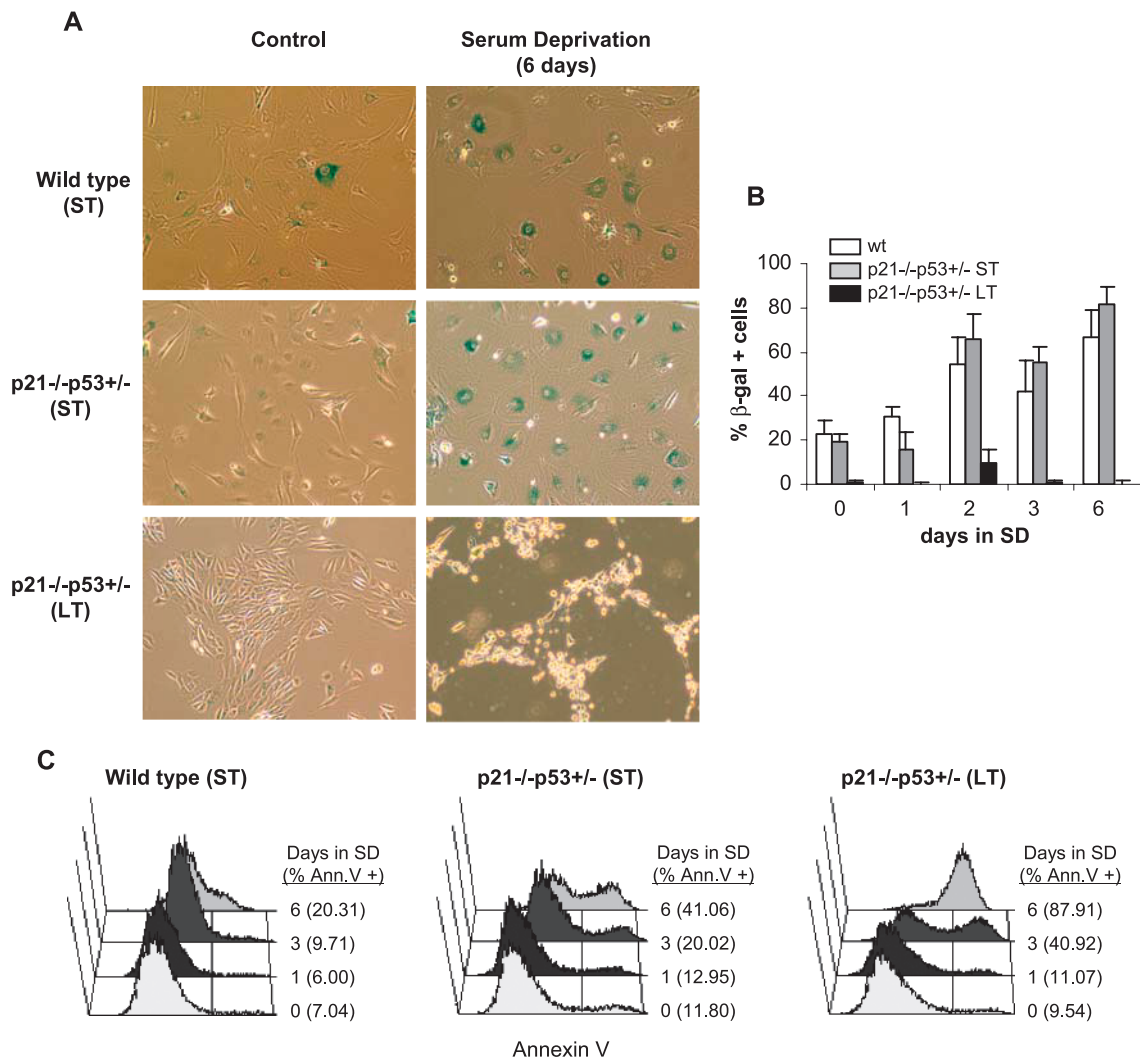 A
Control
Serum Deprivation
(6 days)
Wild type
(ST)
p21-/-p53+/-
(ST)
p21-/-p53+/-
(LT)
B
wt
p21-/-p53+/- ST
p21-/-p53+/- LT
100
80
60
40
20
0
% β-gal + cells
0 1 2 3 6
days in SD
C
Wild type (ST)
Days in SD
(% Ann.V +)
6 (20.31)
3 (9.71)
1 (6.00)
0 (7.04)
p21-/-p53+/- (ST)
Days in SD
(% Ann.V +)
6 (41.06)
3 (20.02)
1 (12.95)
0 (11.80)
p21-/-p53+/- (LT)
Days in SD
(% Ann.V +)
6 (87.91)
3 (40.92)
1 (11.07)
0 (9.54)
Annexin V